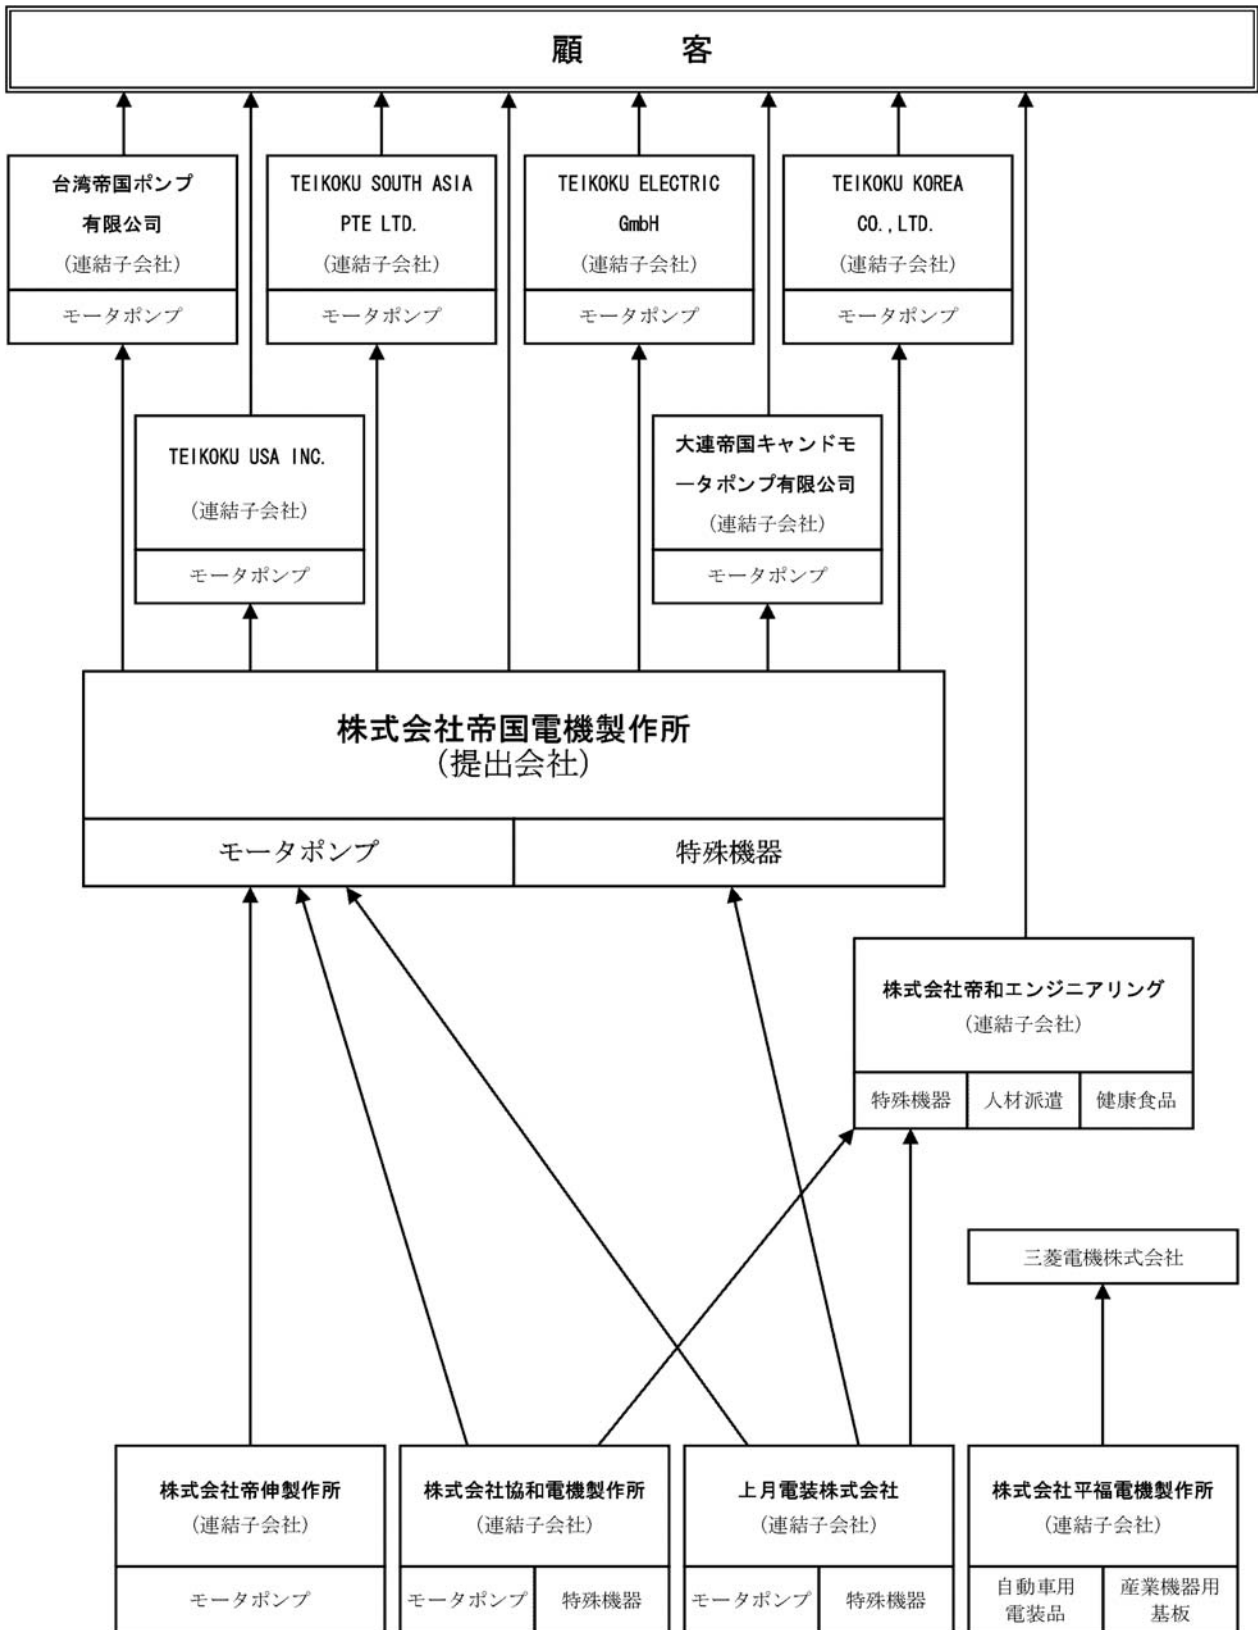 顧　客
台湾帝国ポンプ
有限公司
(連結子会社)
モータポンプ
TEIKOKU SOUTH ASIA
PTE LTD.
(連結子会社)
モータポンプ
TEIKOKU ELECTRIC
GmbH
(連結子会社)
モータポンプ
TEIKOKU KOREA
CO.,LTD.
(連結子会社)
モータポンプ
TEIKOKU USA INC.
(連結子会社)
モータポンプ
大連帝国キャンドモ
ータポンプ有限公司
(連結子会社)
モータポンプ
株式会社帝国電機製作所
(提出会社)
モータポンプ
特殊機器
株式会社帝和エンジニアリング
(連結子会社)
特殊機器
人材派遣
健康食品
三菱電機株式会社
株式会社帝伸製作所
(連結子会社)
モータポンプ
株式会社協和電機製作所
(連結子会社)
モータポンプ
特殊機器
上月電装株式会社
(連結子会社)
モータポンプ
特殊機器
株式会社平福電機製作所
(連結子会社)
自動車用
電装品
産業機器用
基板